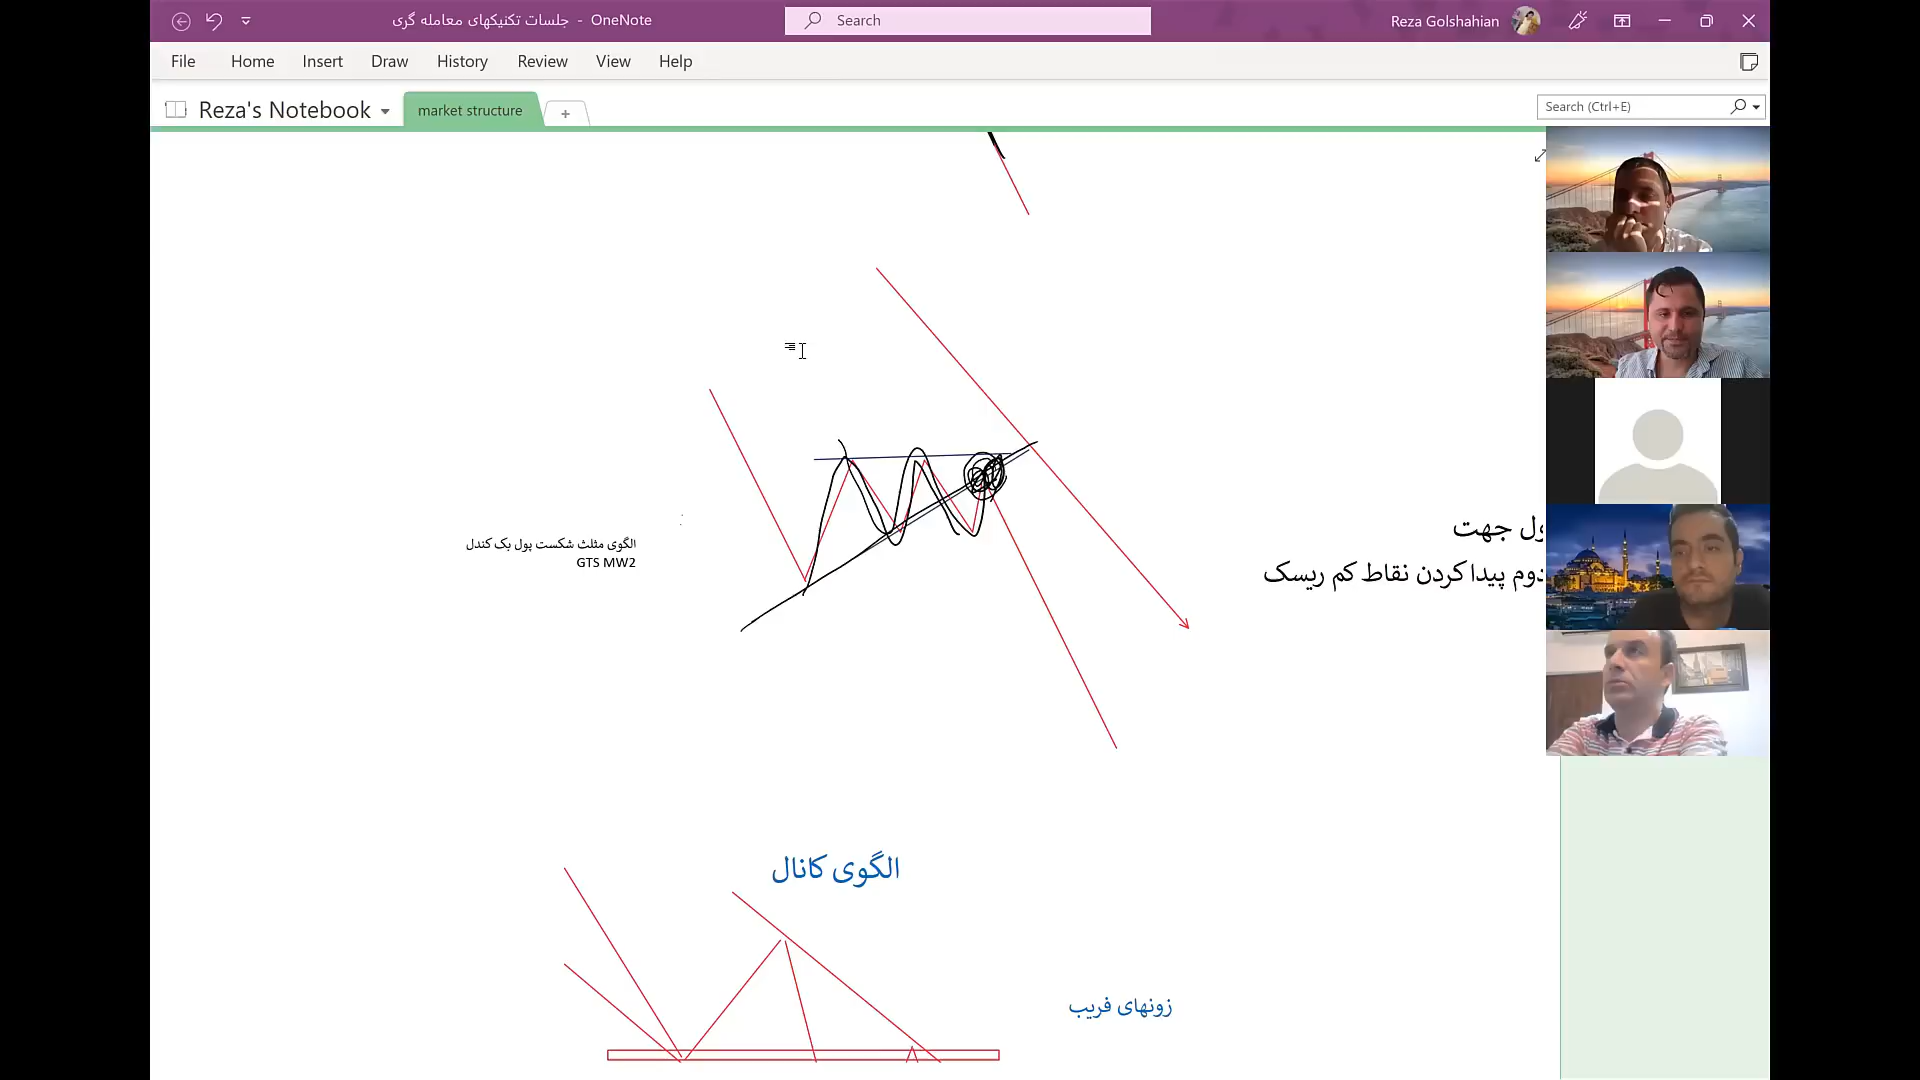 جلسات تکنیکهای معامله گری - OneNote
Search
Reza Golshahian
File Home Insert Draw History Review View Help
Reza's Notebook
market structure
+
Search (Ctrl+E)
ول جهت
دوم پیدا کردن نقاط کم ریسک
الگوی مثلث شکست پول بک کندل
GTS MW2
الگوی کانال
زونهای فریب